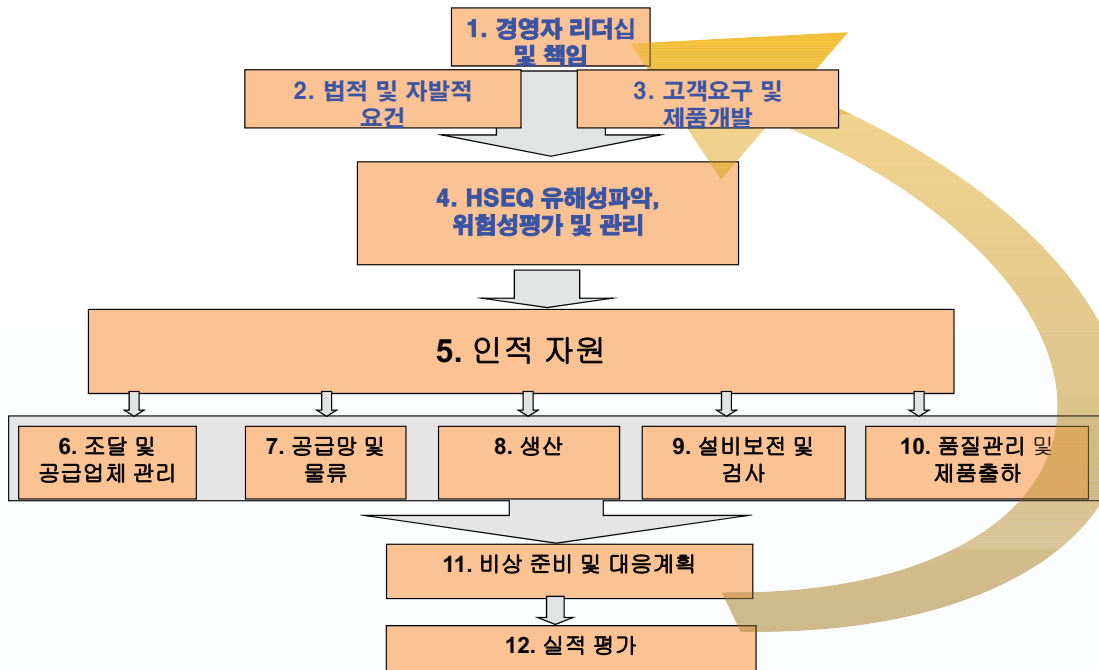 1. 경영자 리더십
및 책임
2. 법적 및 자발적
요건
3. 고객요구 및
제품개발
4. HSEQ 유해성파악,
위험성평가 및 관리
5. 인적 자원
6. 조달 및
공급업체 관리
7. 공급망 및
물류
8. 생산
9. 설비보전 및
검사
10. 품질관리 및
제품출하
11. 비상 준비 및 대응계획
12. 실적 평가